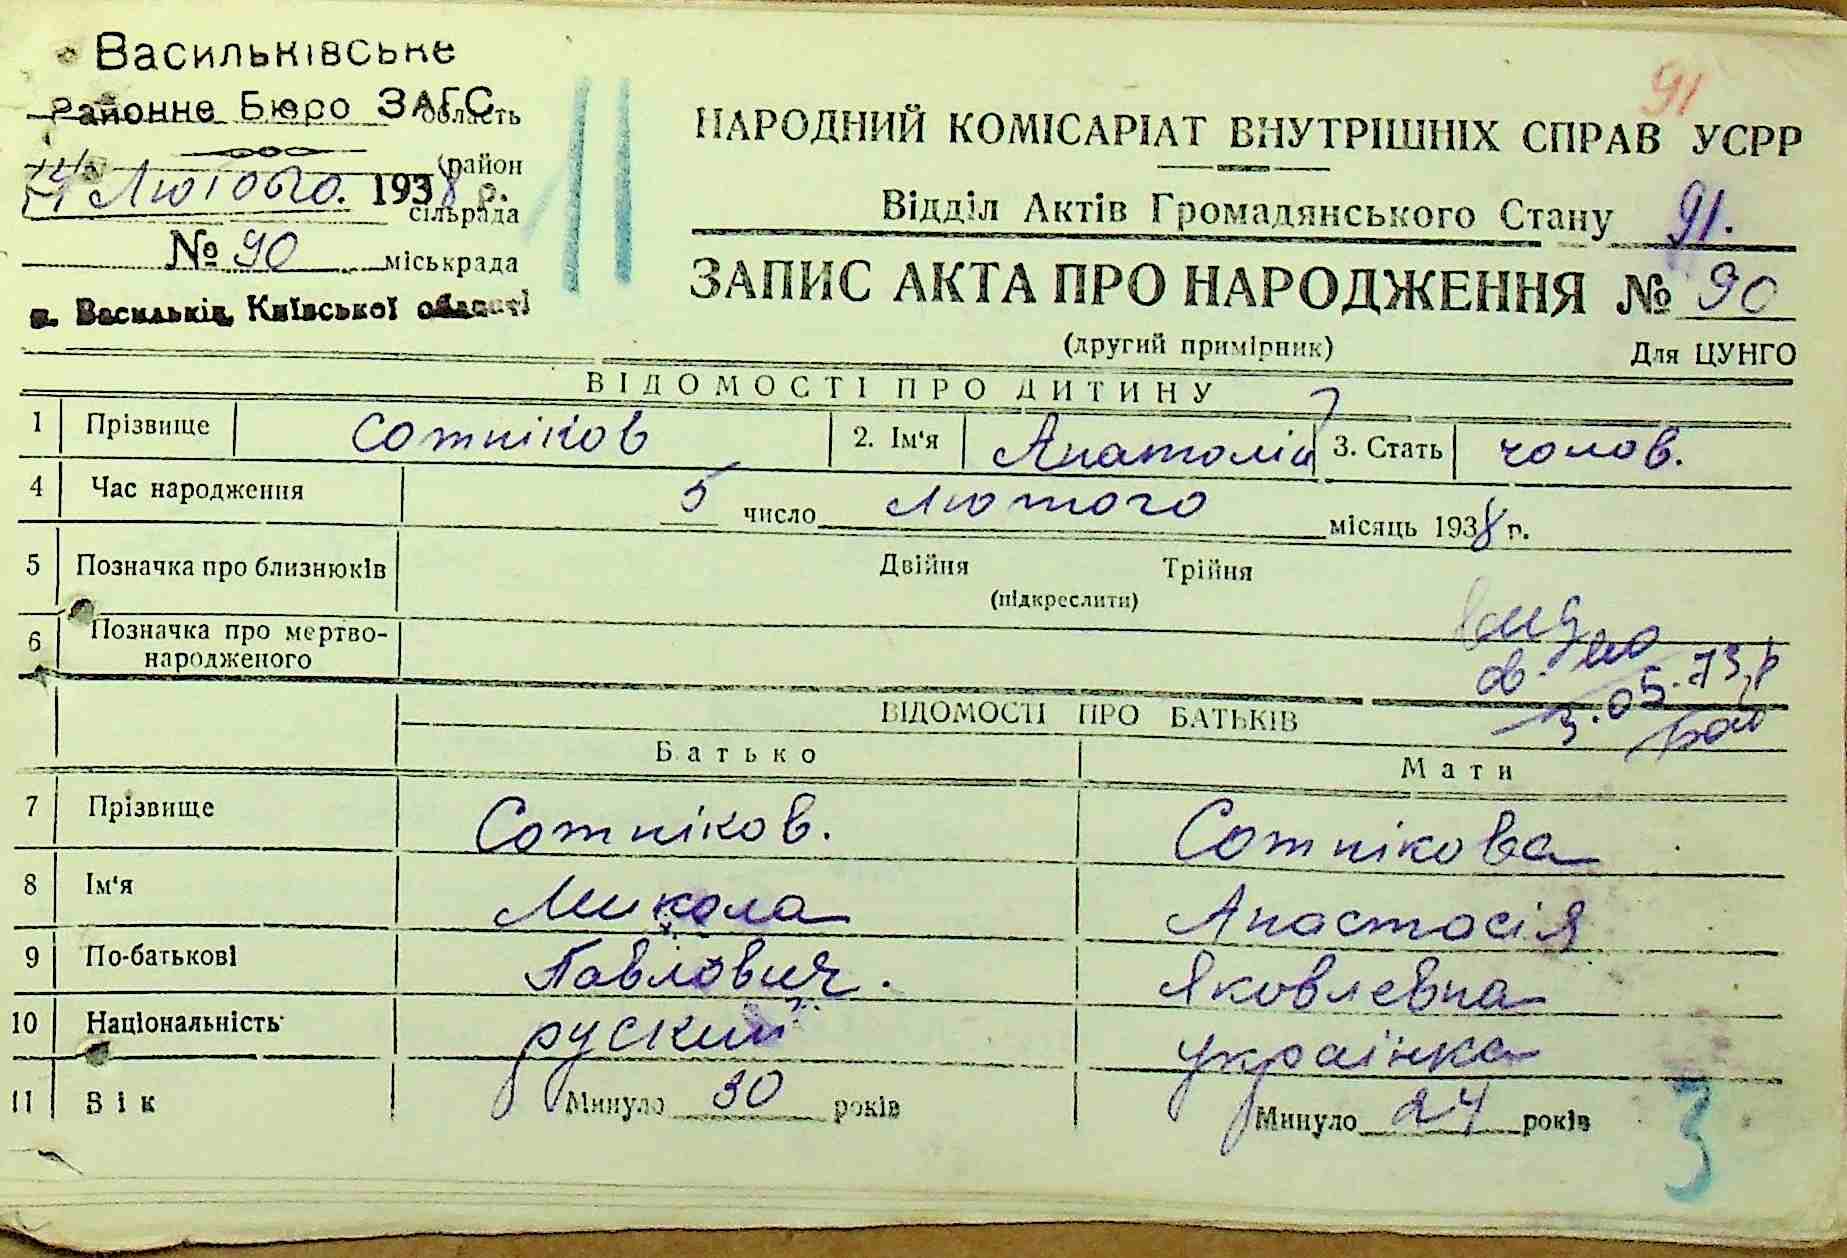 Васильківське
Районне Бюро ЗАГС
область
район
Лютого. 1938 р.
сільрада
№ 90 міськрада
м. Васильків, Київської області
11
91
НАРОДНИЙ КОМІСАРІАТ ВНУТРІШНІХ СПРАВ УСРР
Відділ Актів Громадянського Стану 91.
ЗАПИС АКТА ПРО НАРОДЖЕННЯ № 90
(другий примірник) Для ЦУНГО
ВІДОМОСТІ ПРО ДИТИНУ
1 Прізвище Сотніков 2. Ім'я Анатолій 3. Стать чолов.
4 Час народження 5 число лютого місяць 1938 р.
5 Позначка про близнюків Двійня Трійня
(підкреслити)
6 Позначка про мертво-
народженого
3.05.73р
ВІДОМОСТІ ПРО БАТЬКІВ
Батько Мати
7 Прізвище Сотніков. Сотнікова
8 Ім'я Микола Анастасія
9 По-батькові Павлович. Яковлевна
10 Національність руский українка
11 Вік Минуло 30 років Минуло 24 років
3